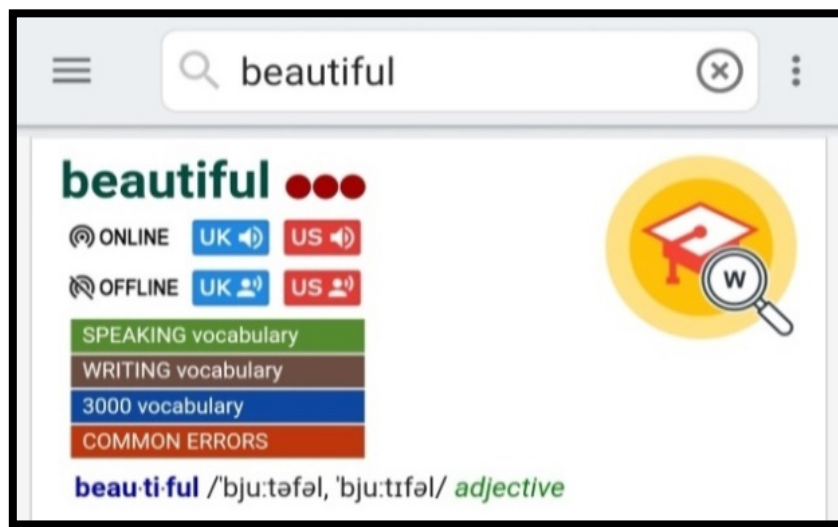 beautiful
beautiful
ONLINE UK US
OFFLINE UK US
W
SPEAKING vocabulary
WRITING vocabulary
3000 vocabulary
COMMON ERRORS
beau·ti·ful /ˈbjuːtəfəl, ˈbjuːtɪfəl/ adjective